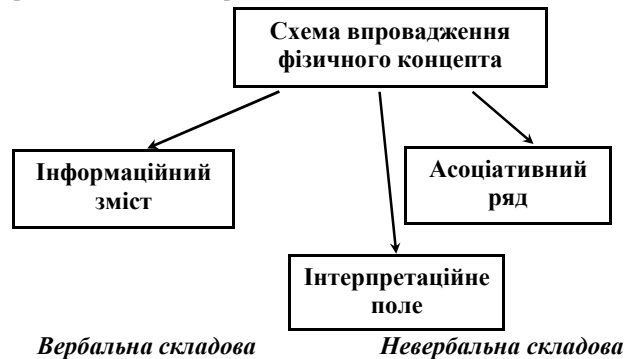 Схема впровадження
фізичного концепта
Інформаційний
зміст
Асоціативний
ряд
Інтерпретаційне
поле
Вербальна складова
Невербальна складова